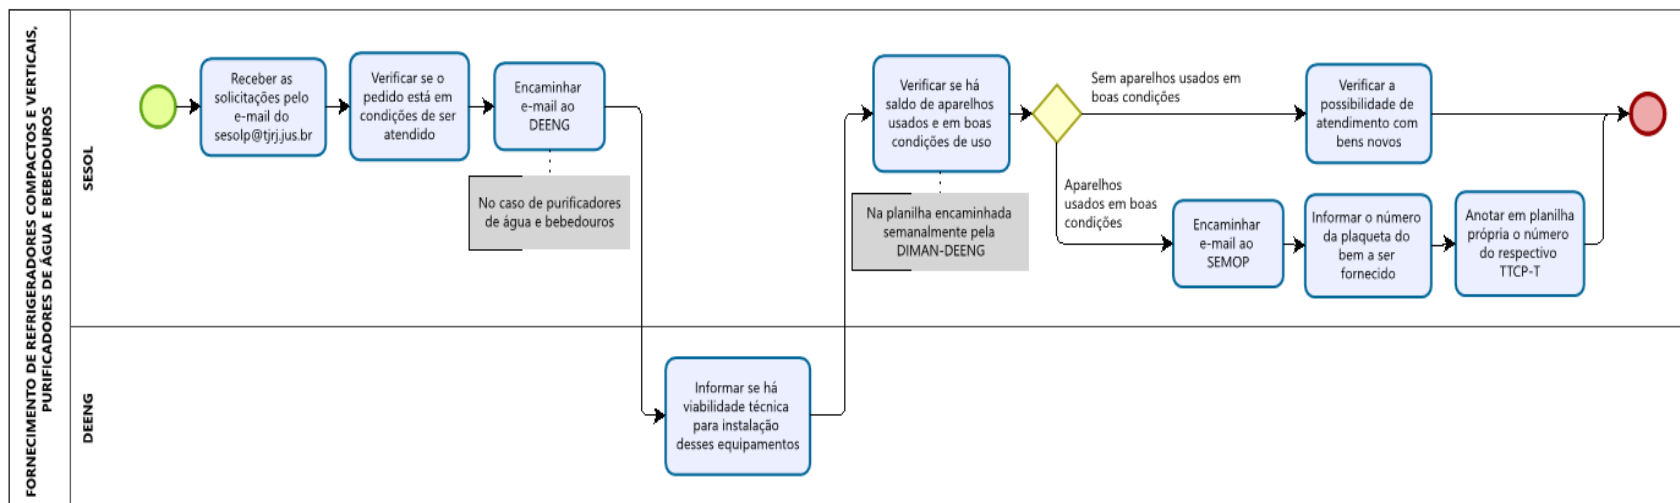 FORNECIMENTO DE REFRIGERADORES COMPACTOS E VERTICAIS,
PURIFICADORES DE ÁGUA E BEBEDOUROS
SESOL
Receber as
solicitações pelo
e-mail do
sesolp@tjrj.jus.br
Verificar se o
pedido está em
condições de ser
atendido
Encaminhar
e-mail ao
DEENG
No caso de purificadores
de água e bebedouros
Verificar se há
saldo de aparelhos
usados e em boas
condições de uso
Na planilha encaminhada
semanalmente pela
DIMAN-DEENG
Sem aparelhos usados em
boas condições
Verificar a
possibilidade de
atendimento com
bens novos
Aparelhos
usados em boas
condições
Encaminhar
e-mail ao
SEMOP
Informar o número
da plaqueta do
bem a ser
fornecido
Anotar em planilha
própria o número
do respectivo
TTCP-T
DEENG
Informar se há
viabilidade técnica
para instalação
desses equipamentos